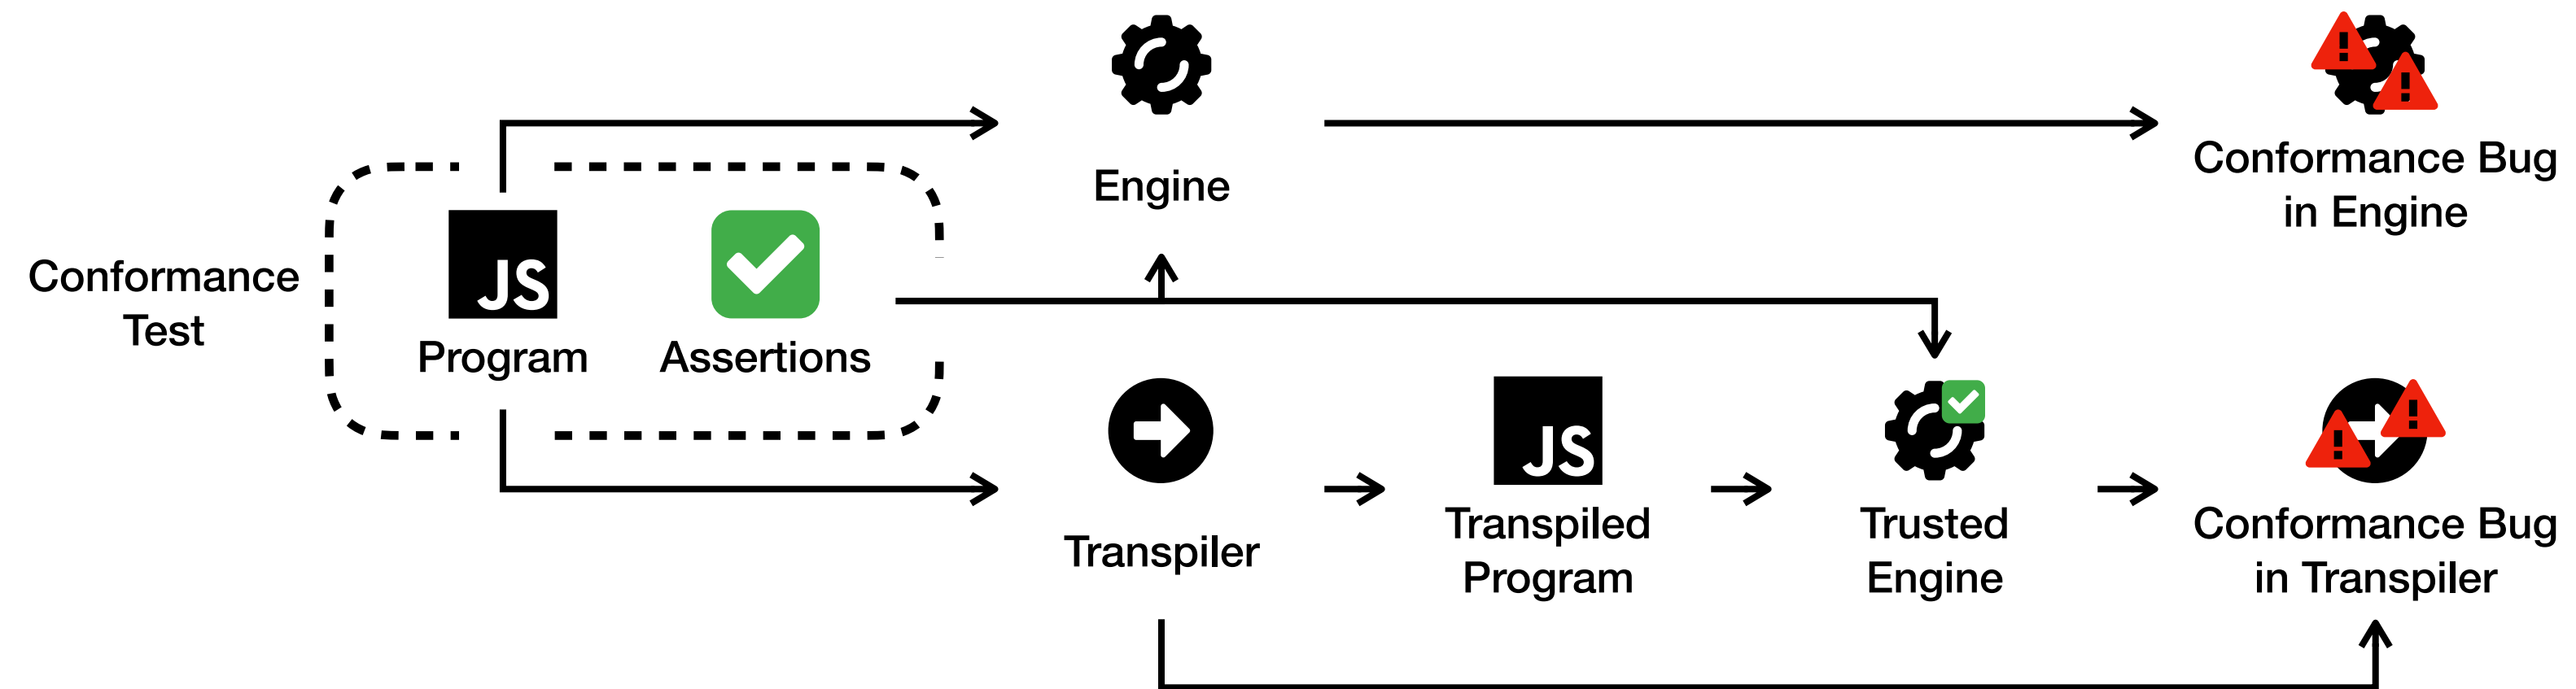 Conformance
Test
JS
Program
Assertions
Engine
Conformance Bug
in Engine
Transpiler
JS
Transpiled
Program
Trusted
Engine
Conformance Bug
in Transpiler